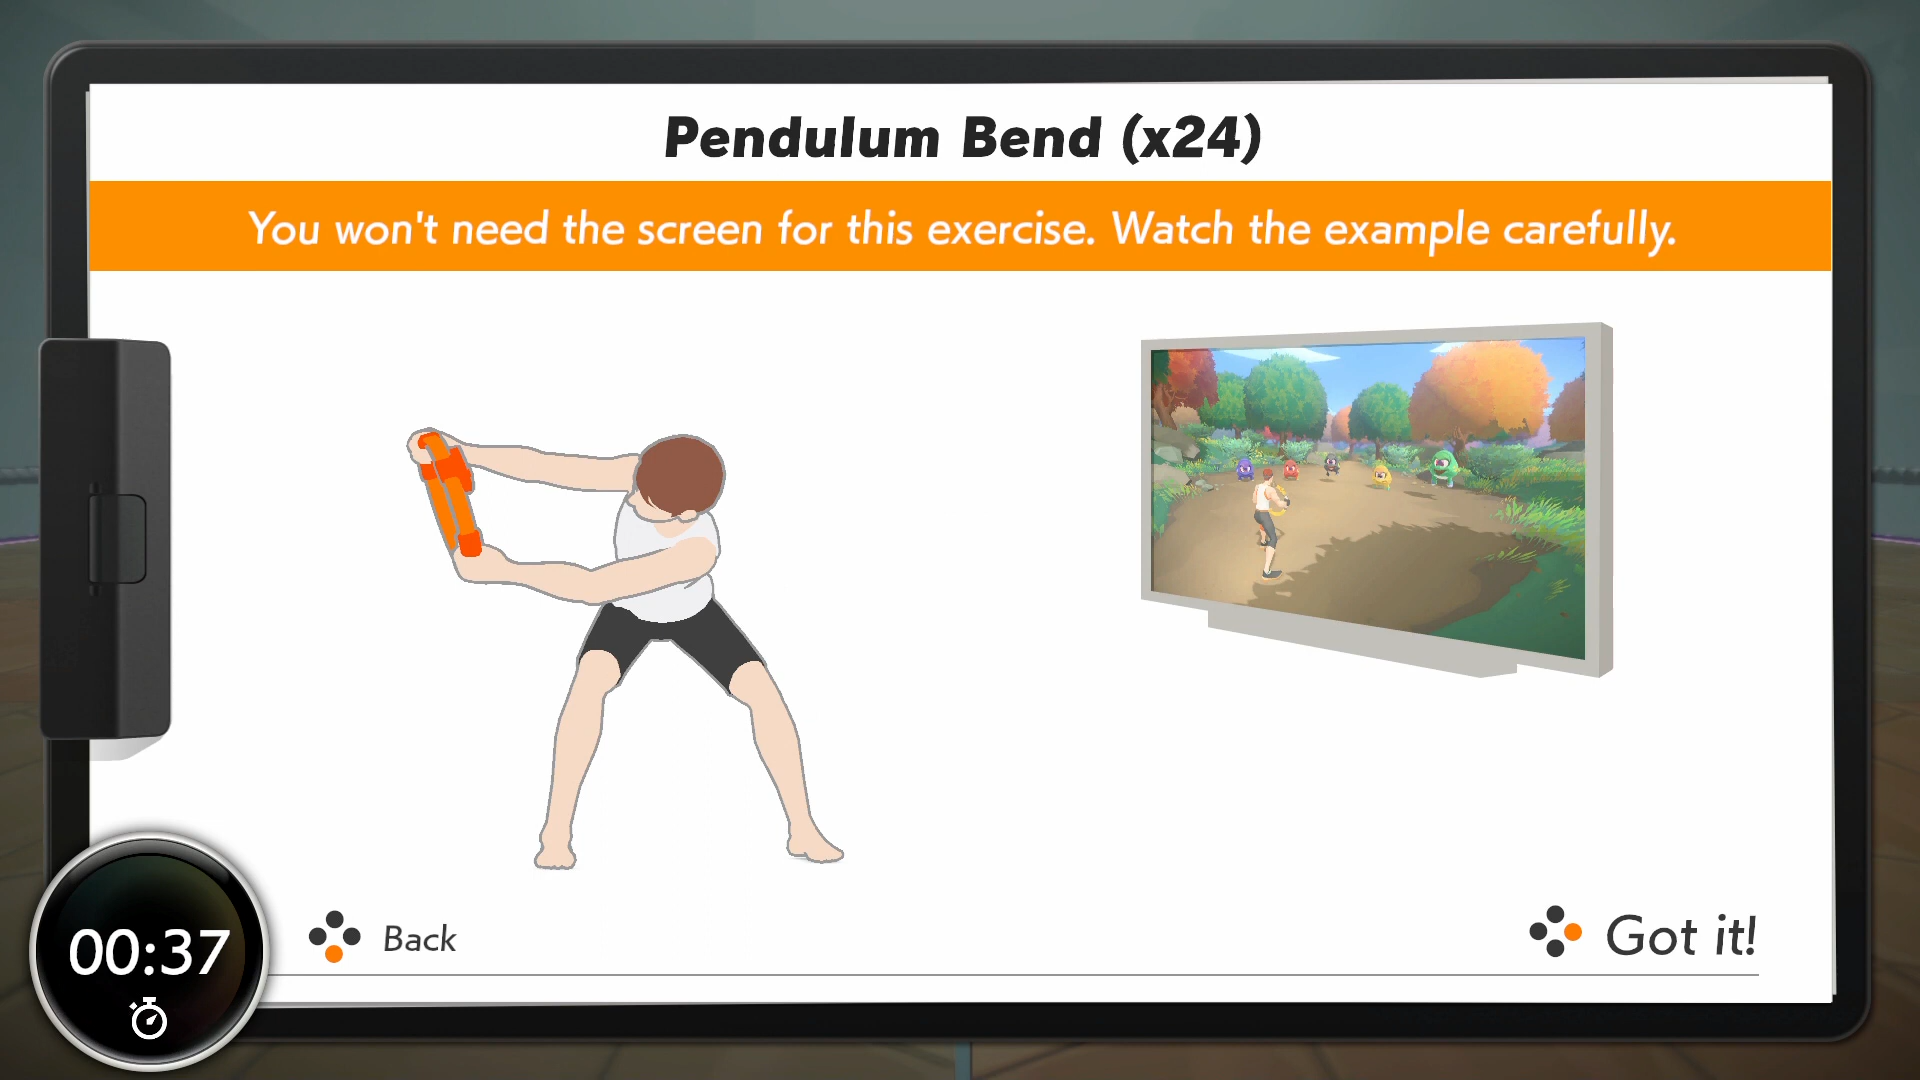 Pendulum Bend (x24)
You won't need the screen for this exercise. Watch the example carefully.
00:37
Back
Got it!